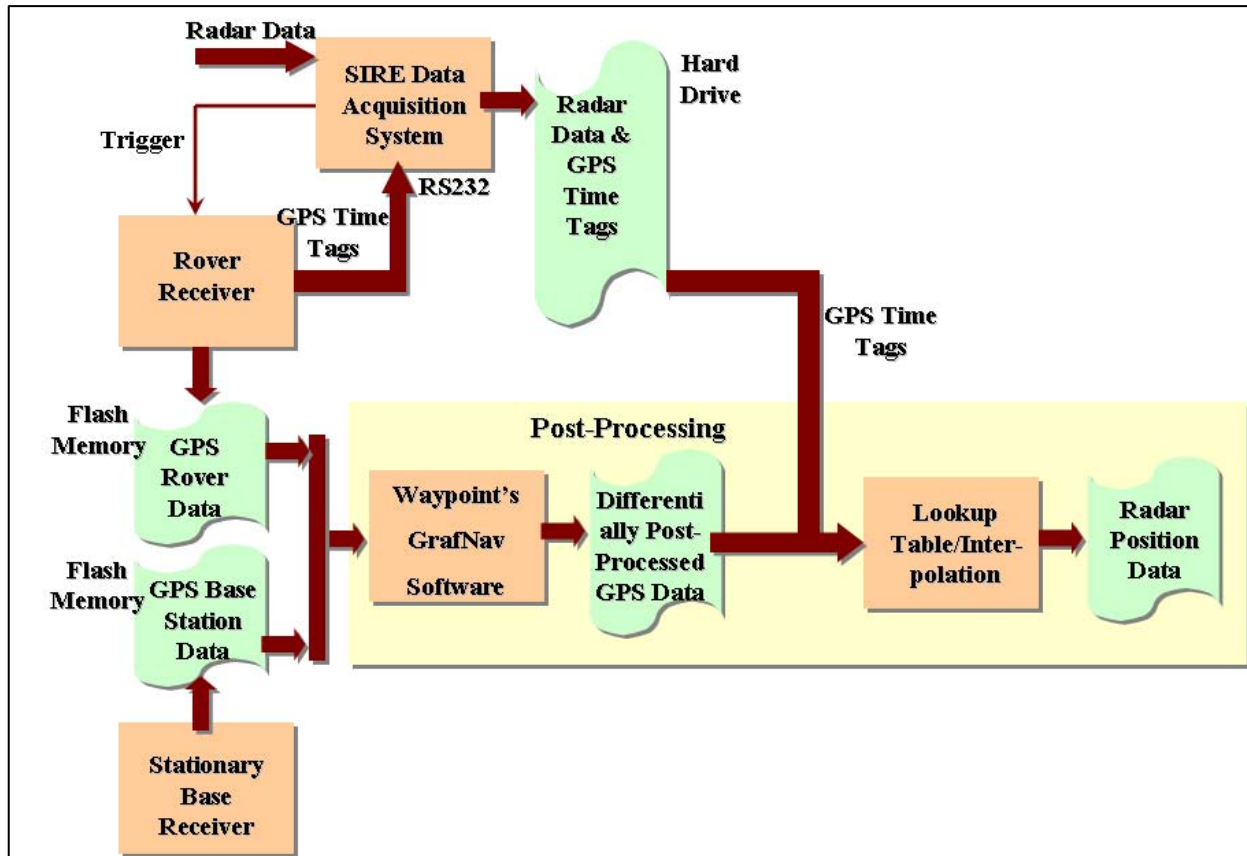 Radar Data
SIRE Data
Acquisition
System
Radar
Data &
GPS
Time
Tags
Hard
Drive
Trigger
RS232
GPS Time
Tags
Rover
Receiver
GPS Time
Tags
Flash
Memory
GPS
Rover
Data
Post-Processing
Waypoint's
GrafNav
Software
Differenti
ally Post-
Processed
GPS Data
Lookup
Table/Inter-
polation
Radar
Position
Data
Flash
Memory
GPS Base
Station
Data
Stationary
Base
Receiver